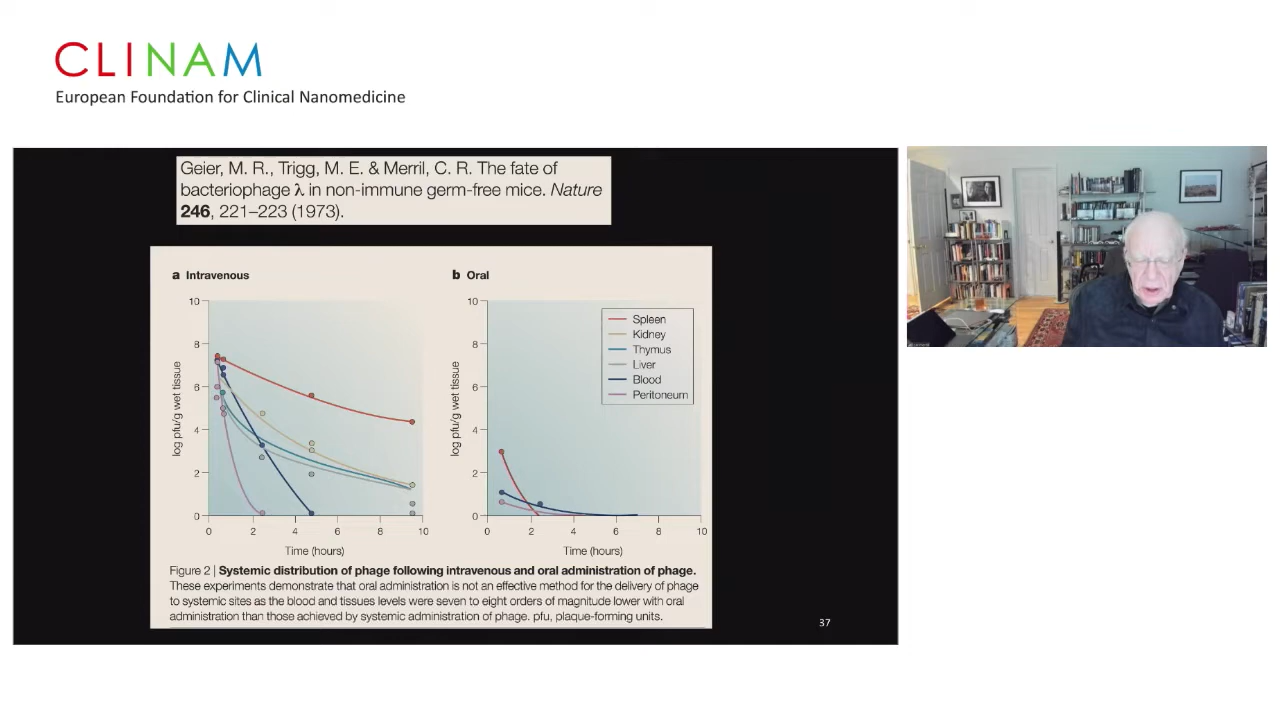 CLINAM
European Foundation for Clinical Nanomedicine
Geier, M. R., Trigg, M. E. & Merril, C. R. The fate of
bacteriophage λ in non-immune germ-free mice. Nature
246, 221–223 (1973).
a Intravenous
b Oral
10
8
6
4
2
0
log pfu/g wet tissue
0 2 4 6 8 10
Time (hours)
10
8
6
4
2
0
log pfu/g wet tissue
0 2 4 6 8 10
Time (hours)
Spleen
Kidney
Thymus
Liver
Blood
Peritoneum
Figure 2 | Systemic distribution of phage following intravenous and oral administration of phage.
These experiments demonstrate that oral administration is not an effective method for the delivery of phage
to systemic sites as the blood and tissues levels were seven to eight orders of magnitude lower with oral
administration than those achieved by systemic administration of phage. pfu, plaque-forming units.
37